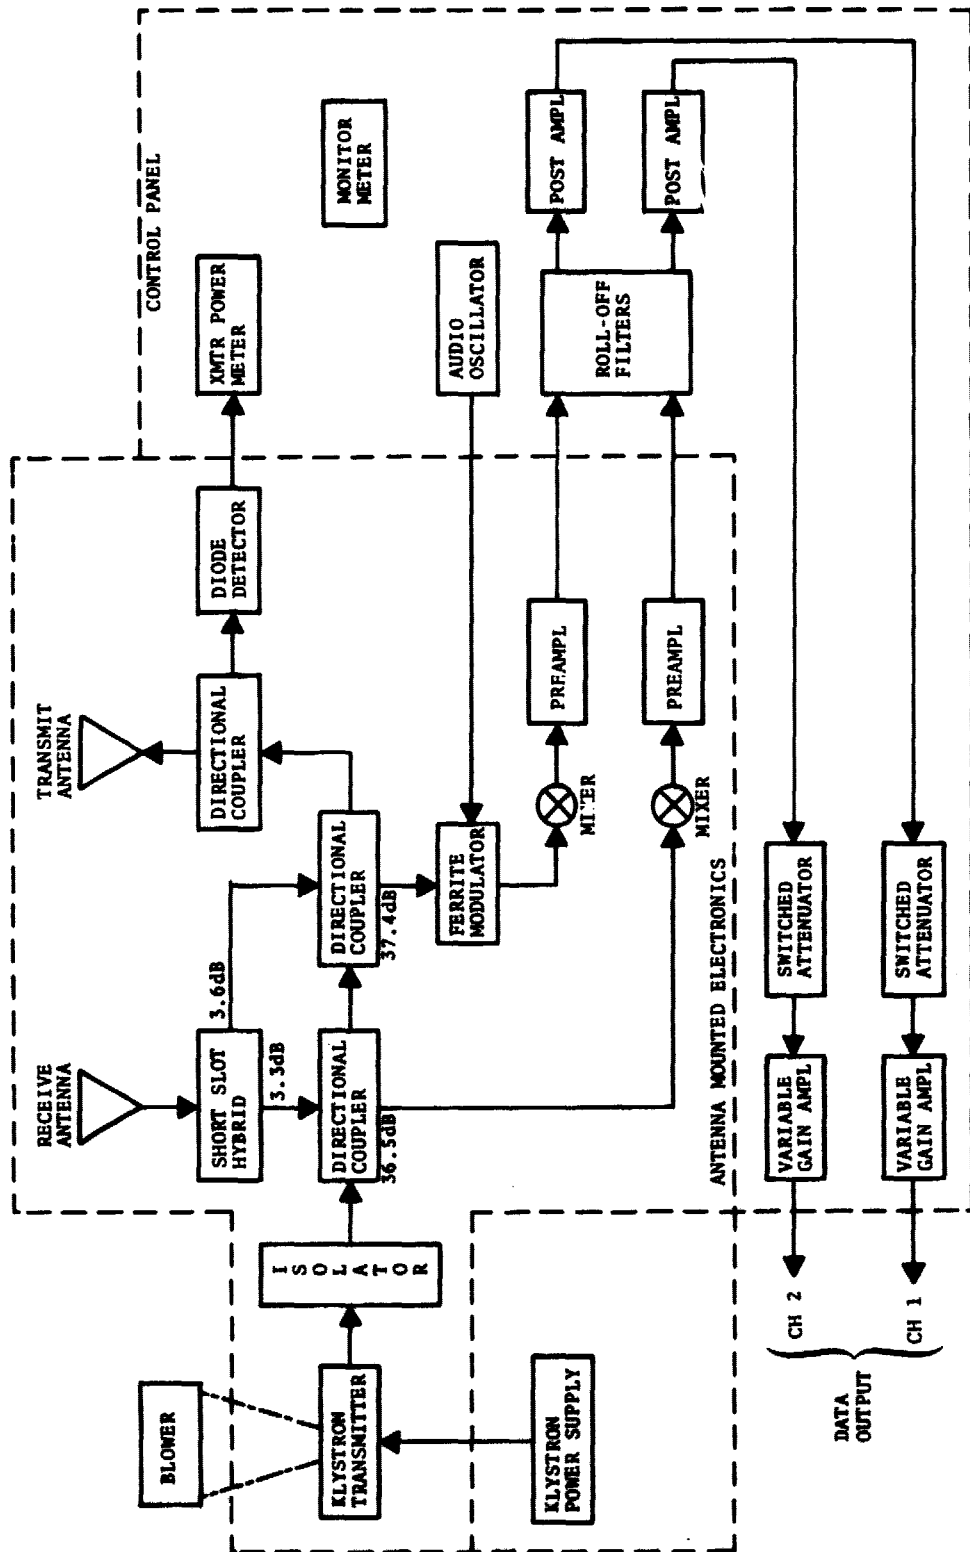 RECEIVE
ANTENNA
TRANSMIT
ANTENNA
CONTROL PANEL
BLOWER
SHORT SLOT
HYBRID
3.6dB
3.3dB
DIRECTIONAL
COUPLER
DIODE
DETECTOR
XMTR POWER
METER
KLYSTRON
TRANSMITTER
I
S
O
L
A
T
O
R
DIRECTIONAL
COUPLER
36.5dB
DIRECTIONAL
COUPLER
37.4dB
MONITOR
METER
FERRITE
MODULATOR
AUDIO
OSCILLATOR
KLYSTRON
POWER SUPPLY
MIXER
PREAMPL
ROLL-OFF
FILTERS
POST AMPL
MIXER
PREAMPL
POST AMPL
ANTENNA MOUNTED ELECTRONICS
DATA
OUTPUT
CH 2
VARIABLE
GAIN AMPL
SWITCHED
ATTENUATOR
CH 1
VARIABLE
GAIN AMPL
SWITCHED
ATTENUATOR